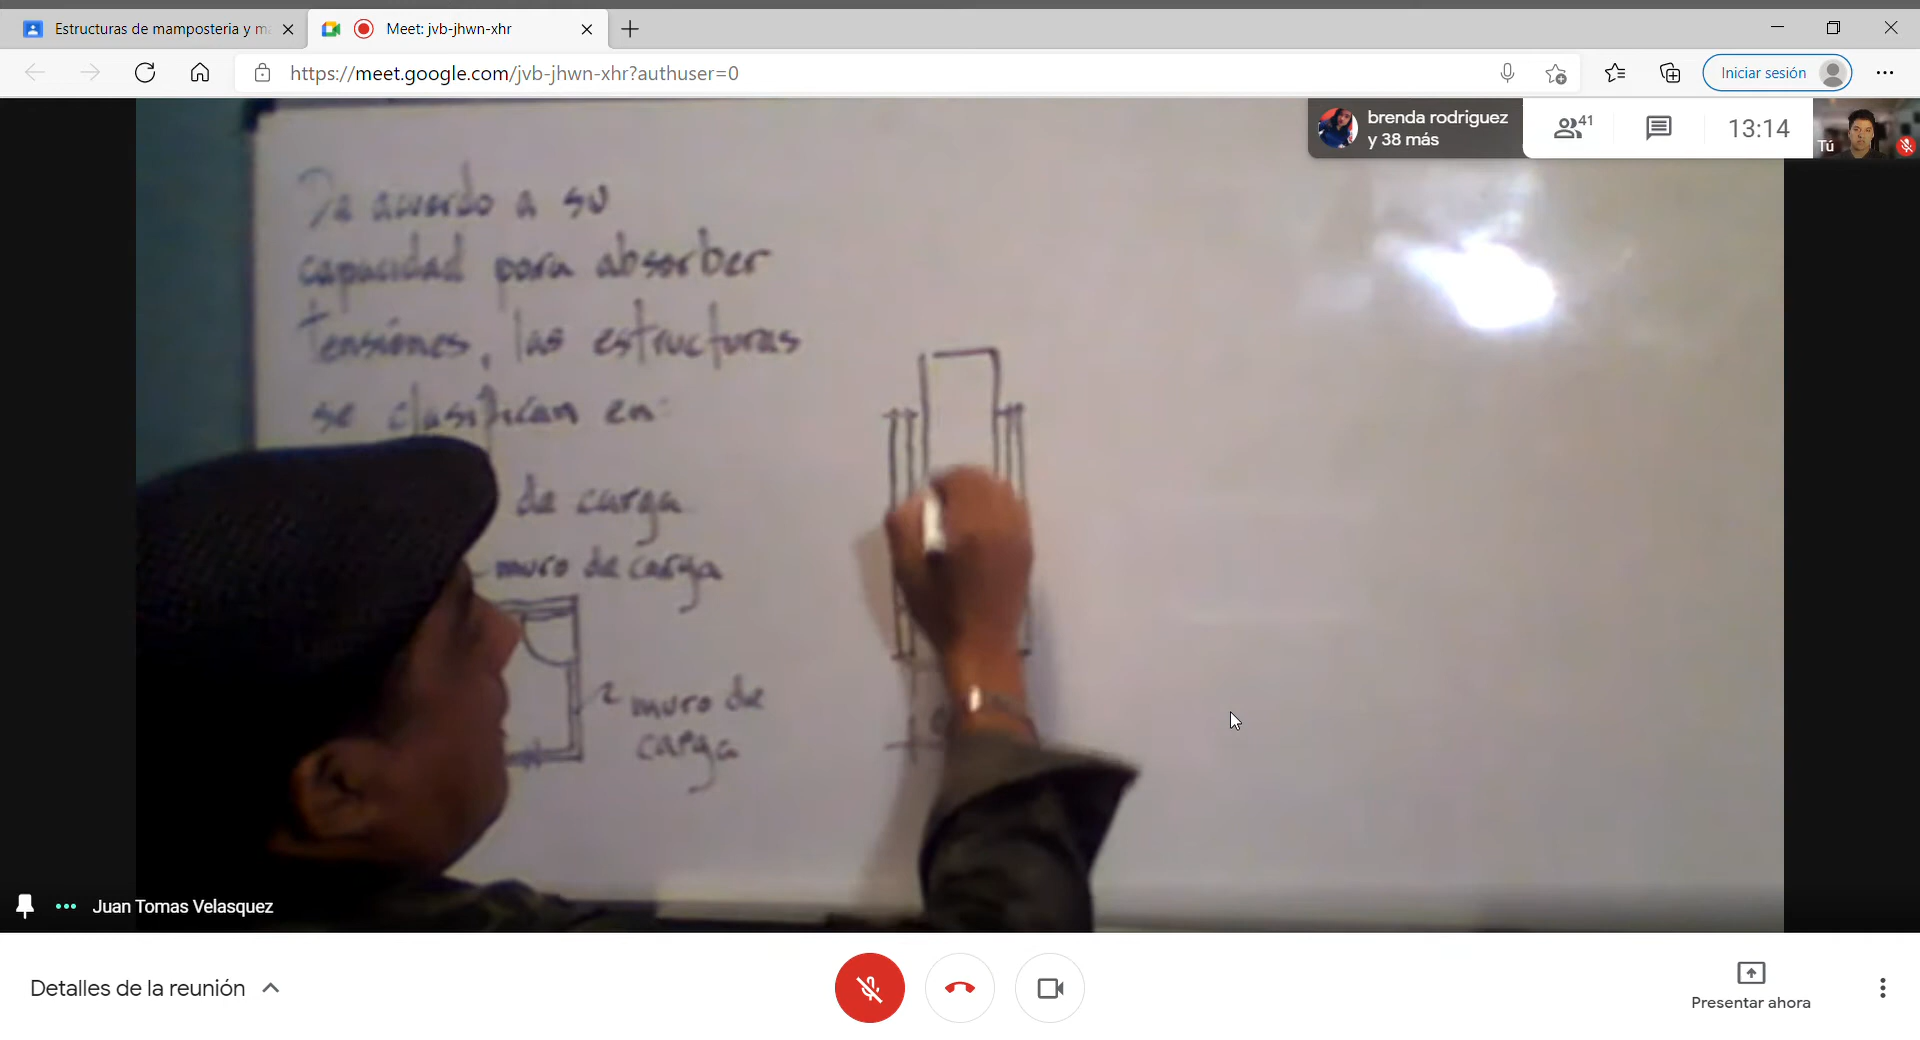 Estructuras de mamposteria y m
Meet: jvb-jhwn-xhr
https://meet.google.com/jvb-jhwn-xhr?authuser=0
Iniciar sesión
brenda rodriguez
y 38 más
41
13:14
Tú
De acuerdo a su
capacidad para absorber
tensiónes, las estructuras
se clasifican en:
de carga
muro de carga
muro de
carga
Juan Tomas Velasquez
Detalles de la reunión
Presentar ahora